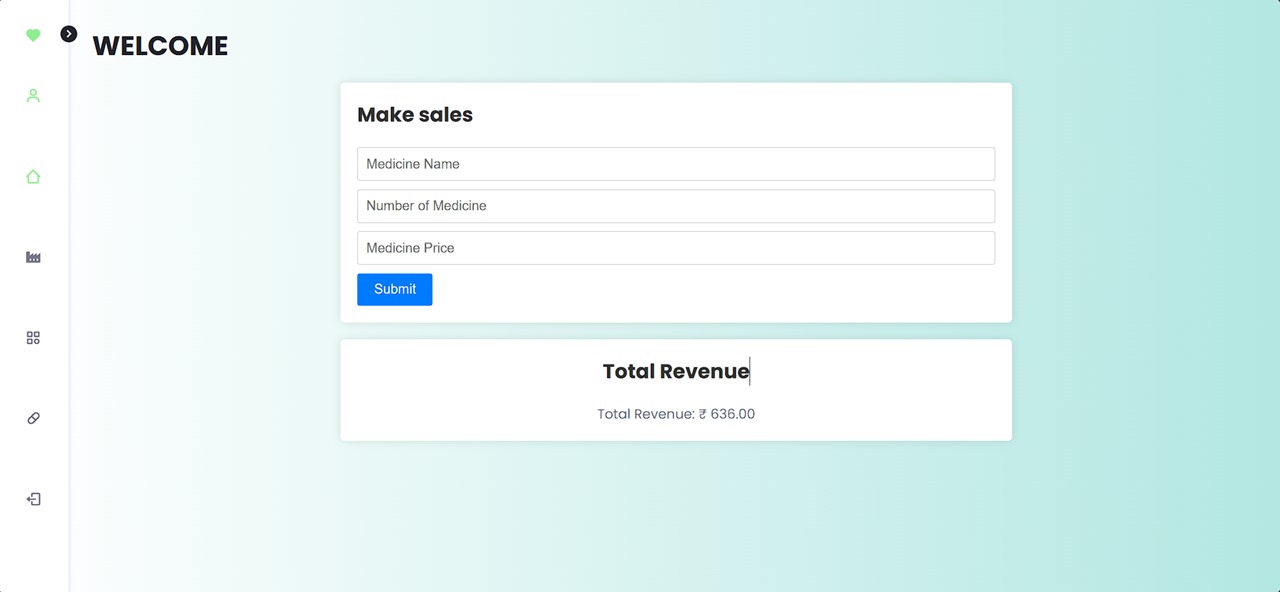 WELCOME
Make sales
Medicine Name
Number of Medicine
Medicine Price
Submit
Total Revenue
Total Revenue: ₹ 636.00